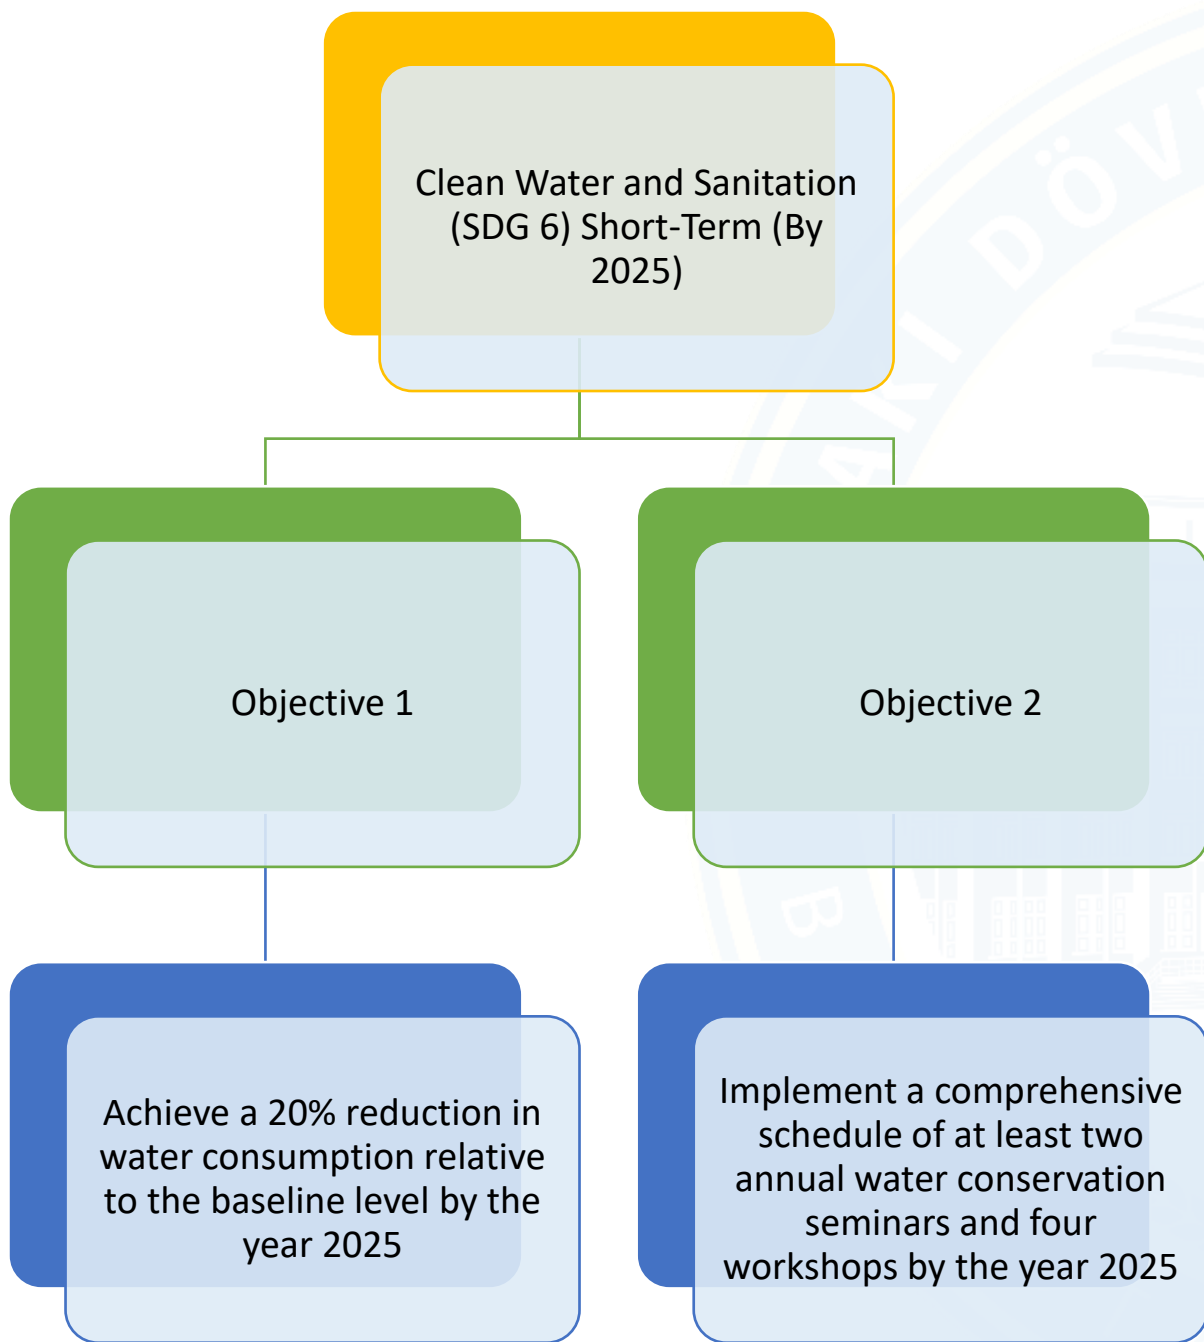 Clean Water and Sanitation
(SDG 6) Short-Term (By
2025)
Objective 1
Objective 2
Achieve a 20% reduction in
water consumption relative
to the baseline level by the
year 2025
Implement a comprehensive
schedule of at least two
annual water conservation
seminars and four
workshops by the year 2025
BAKI DÖV